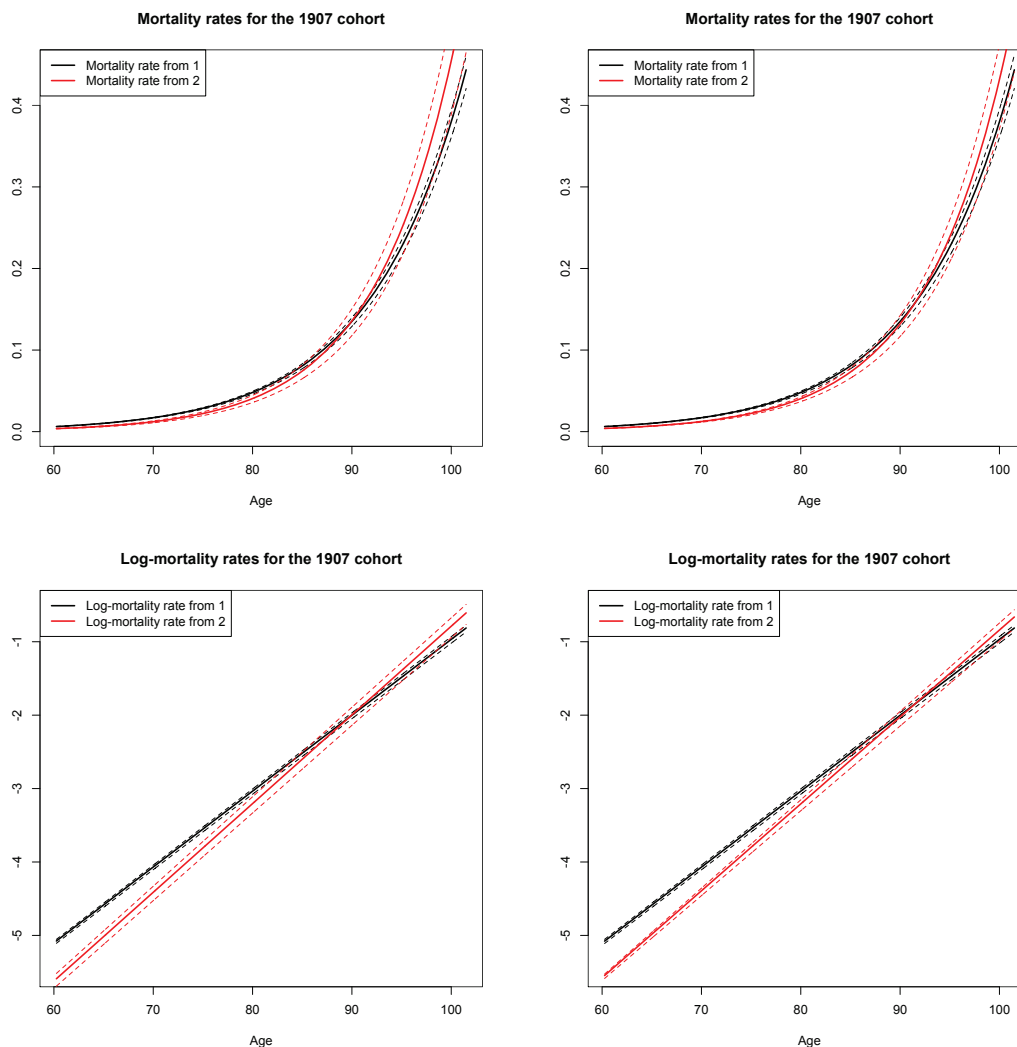 Mortality rates for the 1907 cohort
Mortality rate from 1
Mortality rate from 2
0.4
0.3
0.2
0.1
0.0
60 70 80 90 100
Age
Mortality rates for the 1907 cohort
Mortality rate from 1
Mortality rate from 2
0.4
0.3
0.2
0.1
0.0
60 70 80 90 100
Age
Log-mortality rates for the 1907 cohort
Log-mortality rate from 1
Log-mortality rate from 2
-1
-2
-3
-4
-5
60 70 80 90 100
Age
Log-mortality rates for the 1907 cohort
Log-mortality rate from 1
Log-mortality rate from 2
-1
-2
-3
-4
-5
60 70 80 90 100
Age